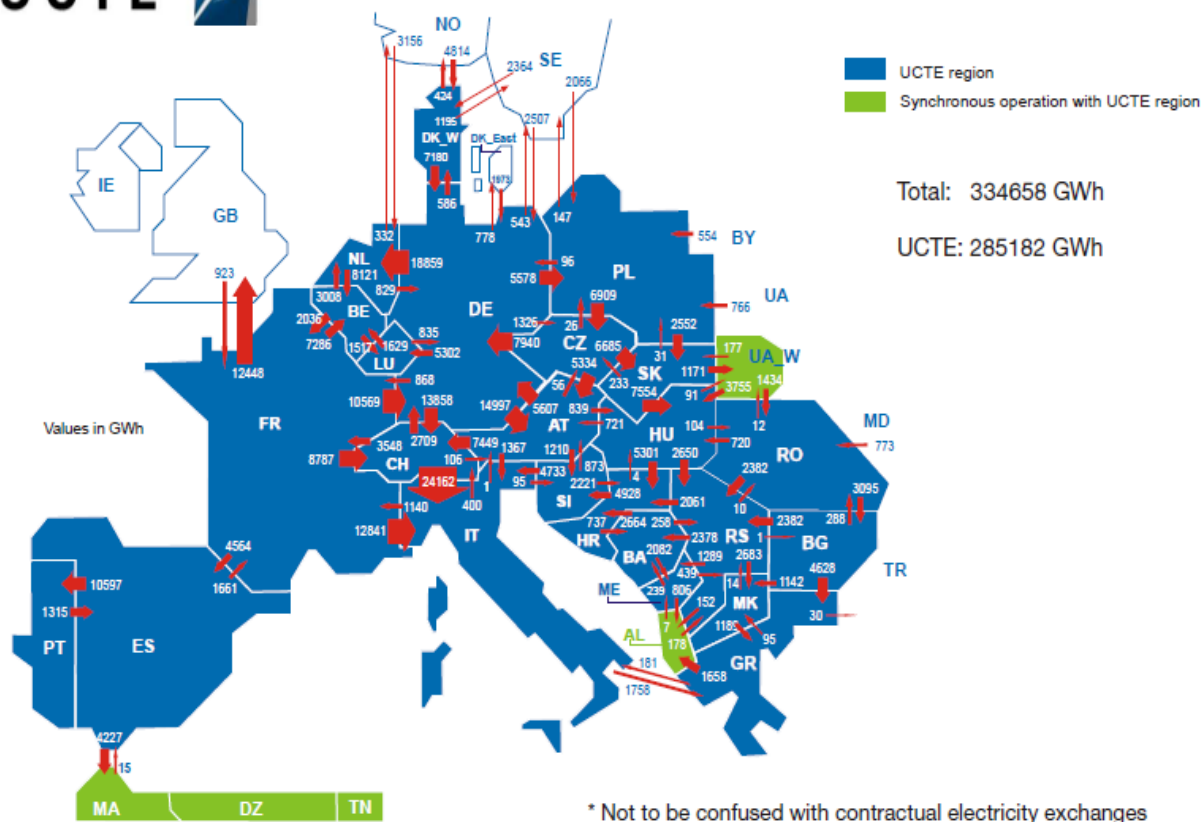 UCTE
3156
NO
4814
2364
SE
2066
UCTE region
424
Synchronous operation with UCTE region
1195
2507
DK_W
DK_East
IE
7180
1973
Total: 334658 GWh
GB
586
543
147
332
778
554
BY
UCTE: 285182 GWh
NL
18859
96
PL
923
8121
5578
3008
829
DE
6909
766
UA
BE
2036
1326
26
2552
7286
835
7940
CZ
6685
1517
1629
31
177
UA_W
LU
5302
5334
SK
1171
12448
233
868
56
7554
91
3755
1434
10569
13858
14997
5607
839
FR
AT
721
12
MD
Values in GWh
HU
104
3548
2709
7449
1367
1210
5301
2650
720
RO
773
8787
CH
106
4733
873
4
2382
24162
1
95
2221
3095
SI
4928
2061
10
1140
400
288
12841
IT
737
2664
258
RS
2382
HR
2378
1
BG
4564
BA
2082
1289
2683
4628
TR
1661
439
14
1142
10597
ME
239
806
152
MK
30
1315
7
1189
95
PT
ES
AL
178
GR
181
1658
1758
4227
15
MA
DZ
TN
* Not to be confused with contractual electricity exchanges